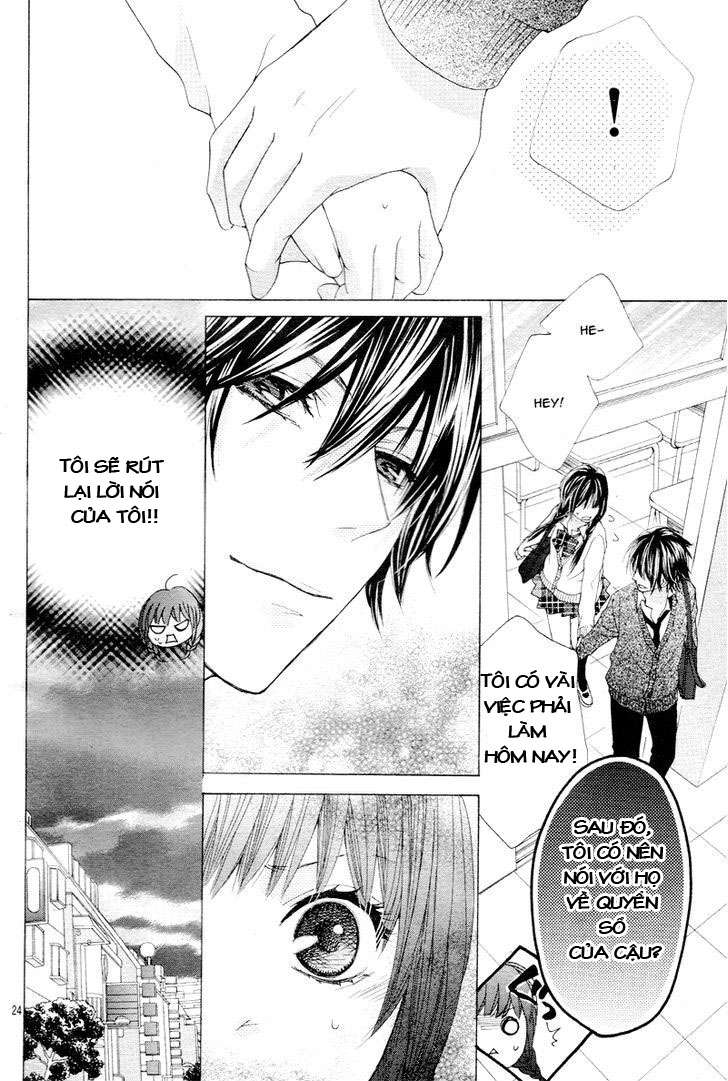 !
HE-
HEY!
TÔI CÓ VÀI
VIỆC PHẢI
LÀM
HÔM NAY!
SAU ĐÓ,
TÔI CÓ NÊN
NÓI VỚI HỌ
VỀ QUYỂN
SỔ
CỦA CẬU?
TÔI SẼ RÚT
LẠI LỜI NÓI
CỦA TÔI!!
24